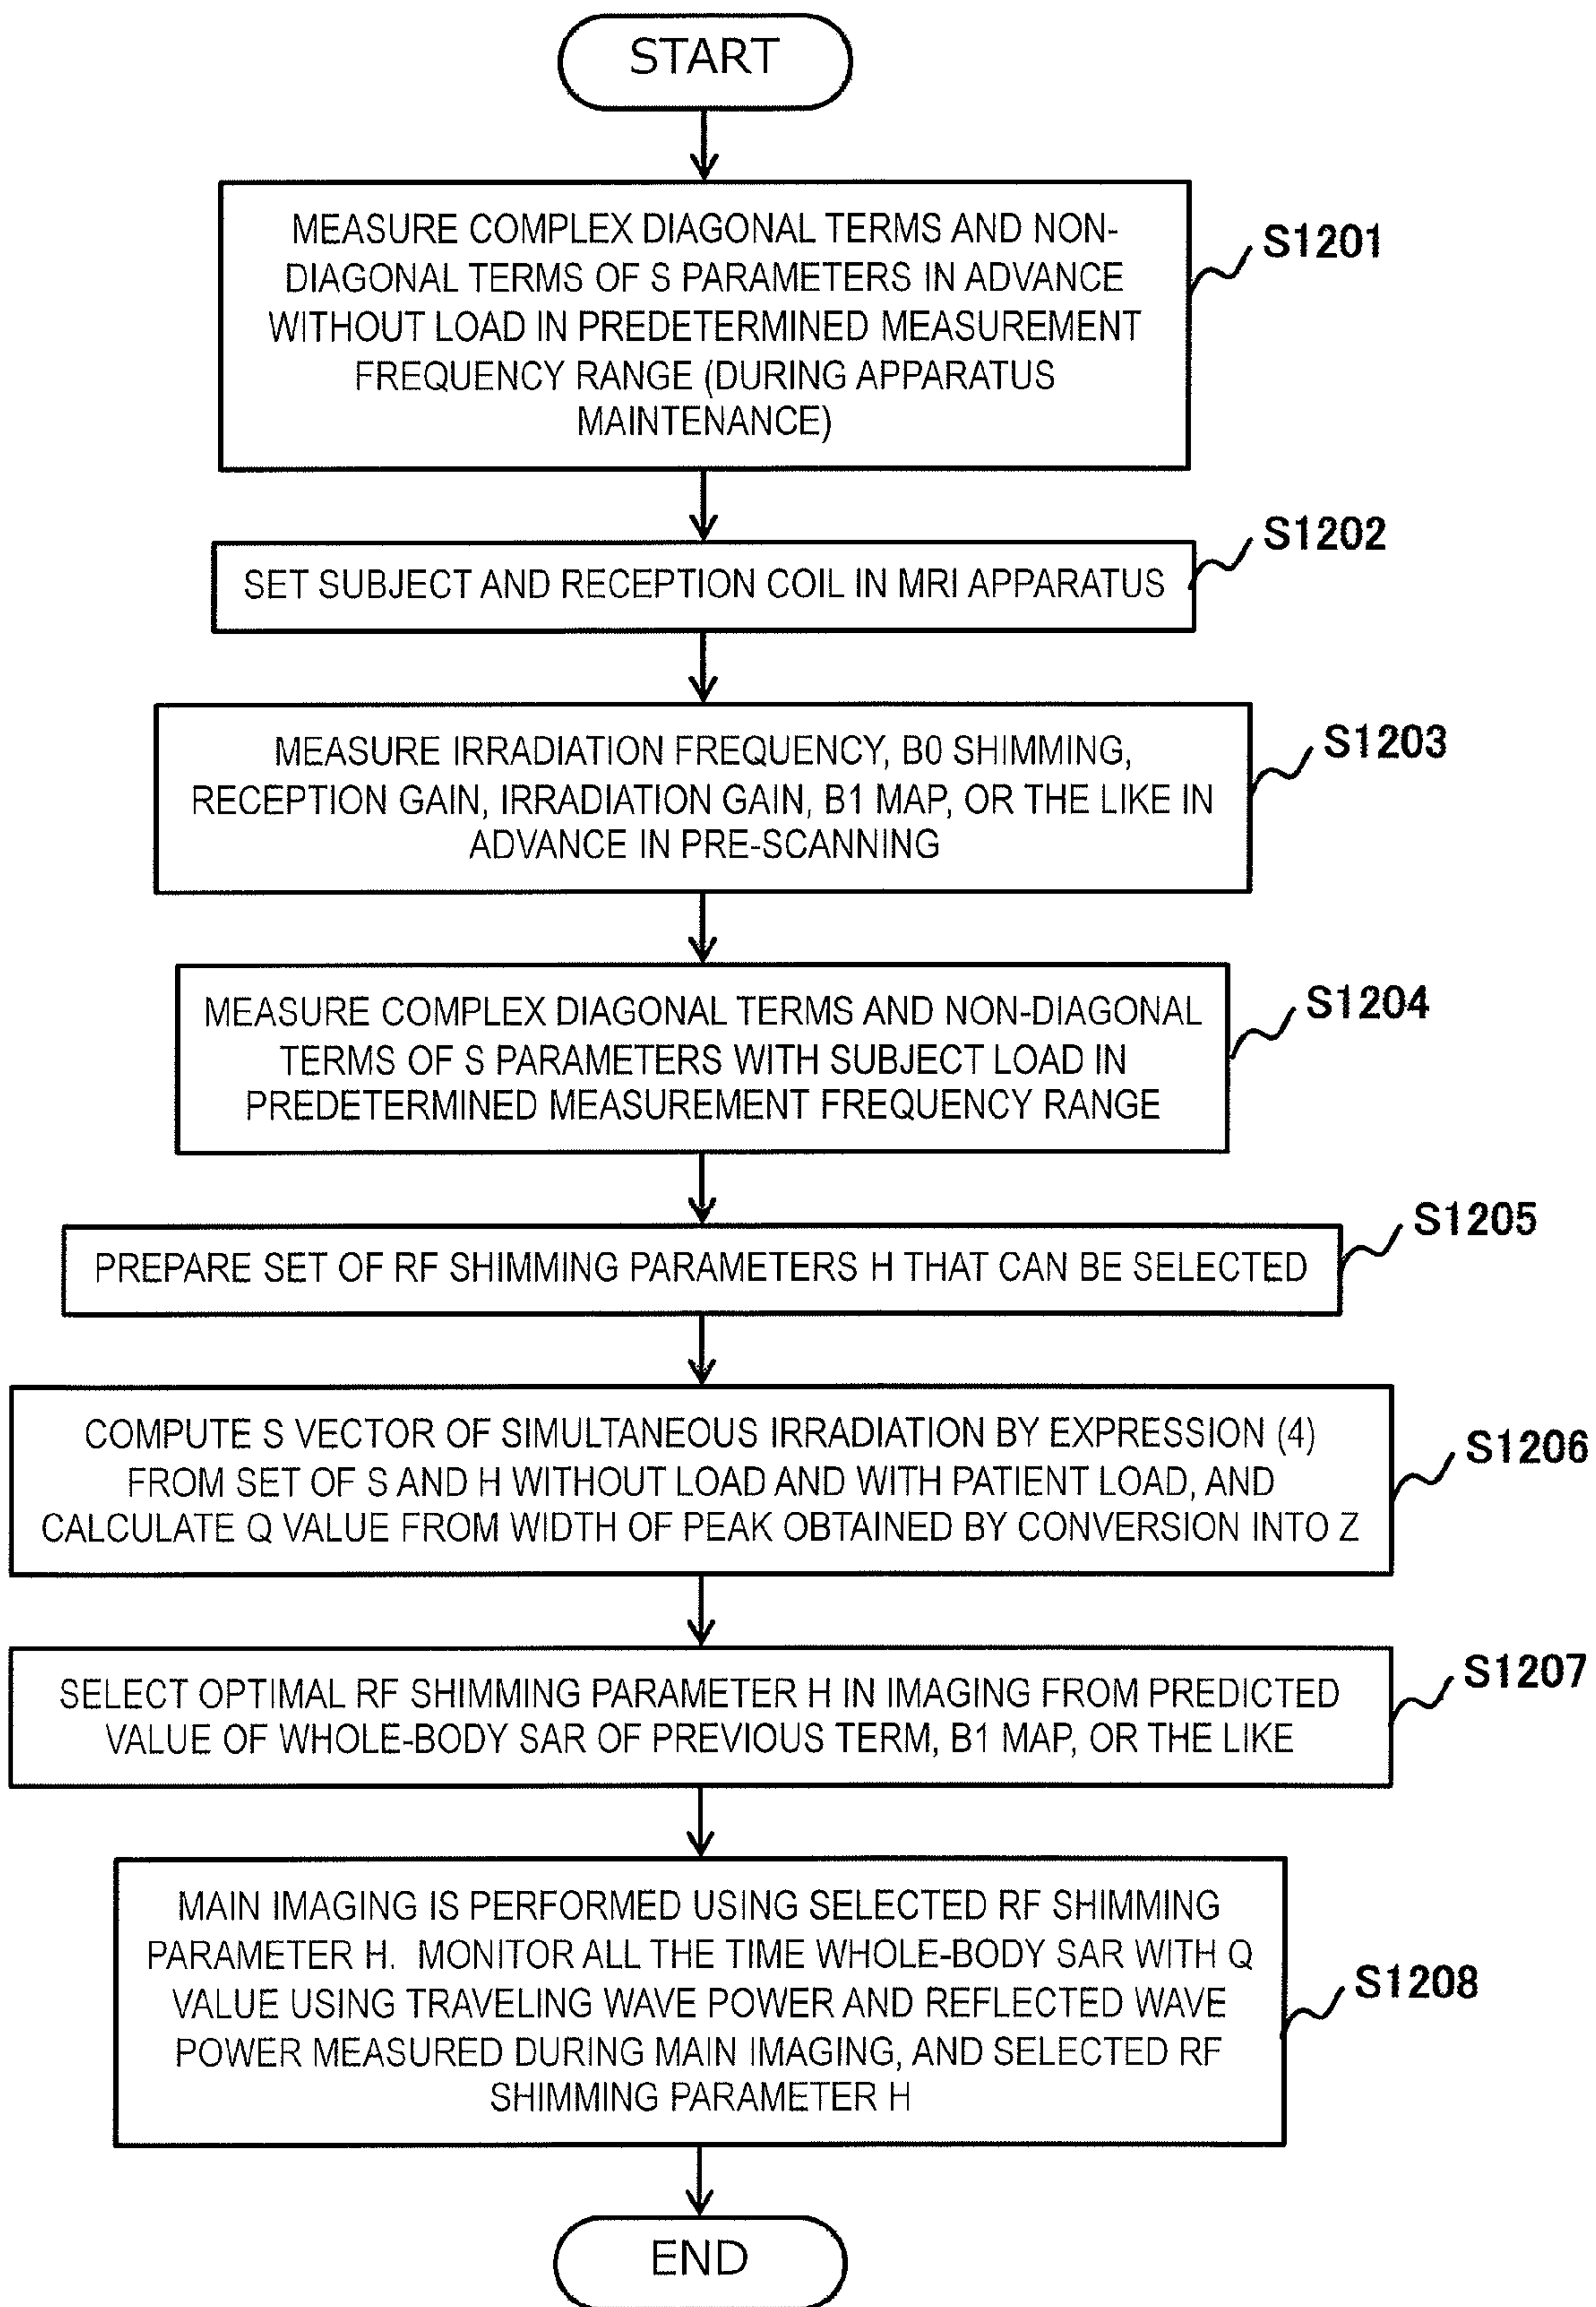 START
MEASURE COMPLEX DIAGONAL TERMS AND NON-
DIAGONAL TERMS OF S PARAMETERS IN ADVANCE
WITHOUT LOAD IN PREDETERMINED MEASUREMENT
FREQUENCY RANGE (DURING APPARATUS
MAINTENANCE)
S1201
SET SUBJECT AND RECEPTION COIL IN MRI APPARATUS
S1202
MEASURE IRRADIATION FREQUENCY, B0 SHIMMING,
RECEPTION GAIN, IRRADIATION GAIN, B1 MAP, OR THE LIKE IN
ADVANCE IN PRE-SCANNING
S1203
MEASURE COMPLEX DIAGONAL TERMS AND NON-DIAGONAL
TERMS OF S PARAMETERS WITH SUBJECT LOAD IN
PREDETERMINED MEASUREMENT FREQUENCY RANGE
S1204
PREPARE SET OF RF SHIMMING PARAMETERS H THAT CAN BE SELECTED
S1205
COMPUTE S VECTOR OF SIMULTANEOUS IRRADIATION BY EXPRESSION (4)
FROM SET OF S AND H WITHOUT LOAD AND WITH PATIENT LOAD, AND
CALCULATE Q VALUE FROM WIDTH OF PEAK OBTAINED BY CONVERSION INTO Z
S1206
SELECT OPTIMAL RF SHIMMING PARAMETER H IN IMAGING FROM PREDICTED
VALUE OF WHOLE-BODY SAR OF PREVIOUS TERM, B1 MAP, OR THE LIKE
S1207
MAIN IMAGING IS PERFORMED USING SELECTED RF SHIMMING
PARAMETER H. MONITOR ALL THE TIME WHOLE-BODY SAR WITH Q
VALUE USING TRAVELING WAVE POWER AND REFLECTED WAVE
POWER MEASURED DURING MAIN IMAGING, AND SELECTED RF
SHIMMING PARAMETER H
S1208
END